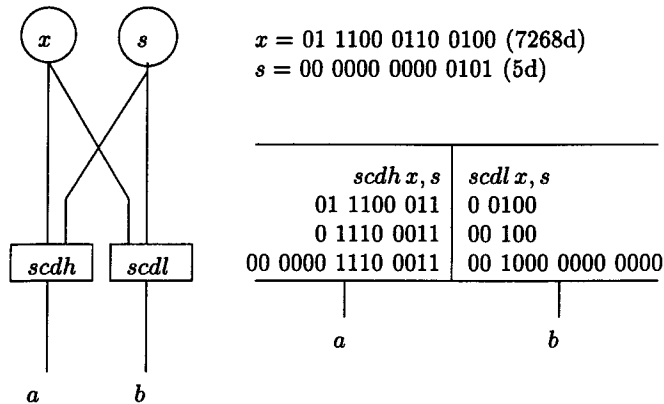 x s
x = 01 1100 0110 0100 (7268d)
s = 00 0000 0000 0101 (5d)
scdh x, s scdl x, s
01 1100 011 0 0100
0 1110 0011 00 100
00 0000 1110 0011 00 1000 0000 0000
scdh scdl
a b
a b